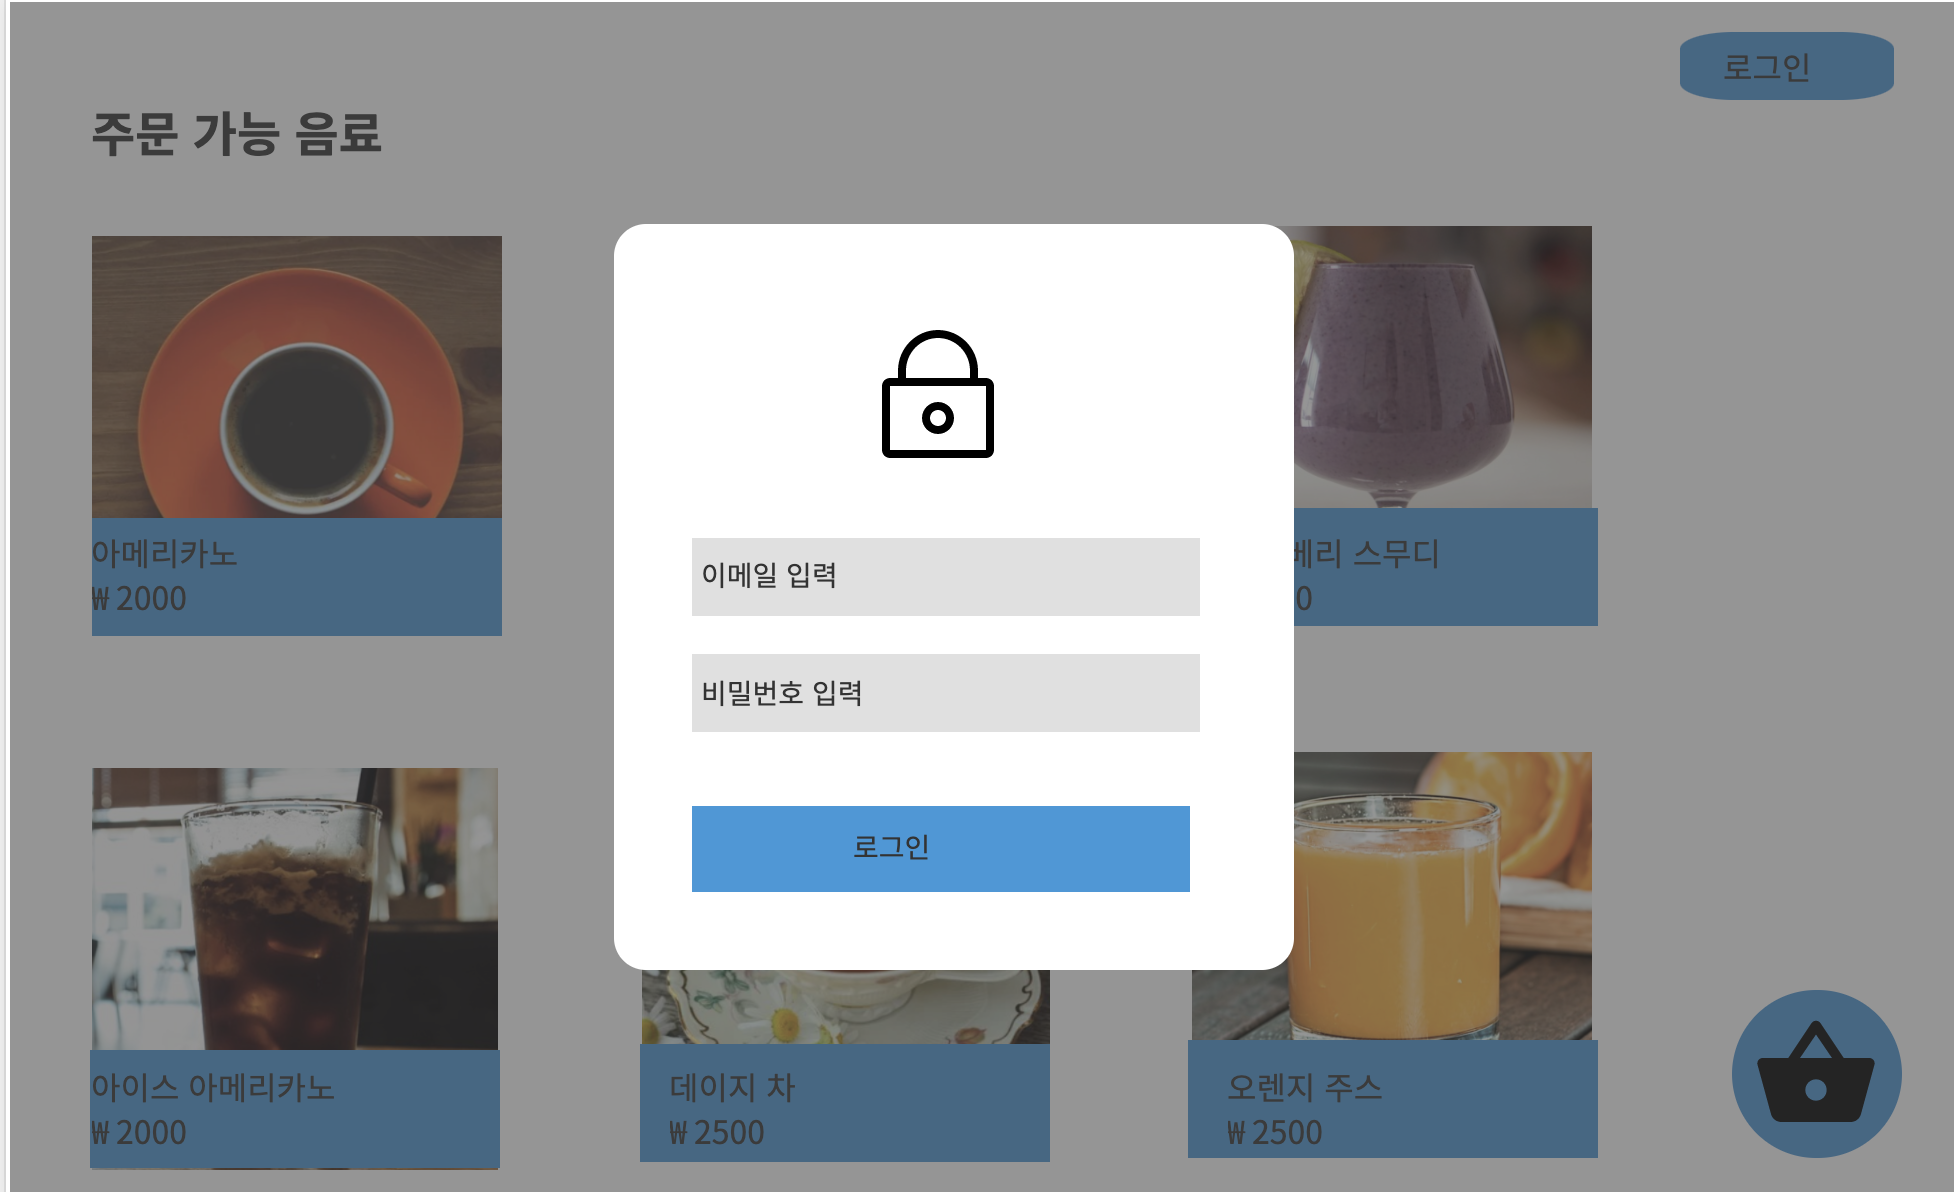 로그인
주문 가능 음료
이메일 입력
비밀번호 입력
로그인
아메리카노
₩ 2000
베리 스무디
0
아이스 아메리카노
₩ 2000
데이지 차
₩ 2500
오렌지 주스
₩ 2500